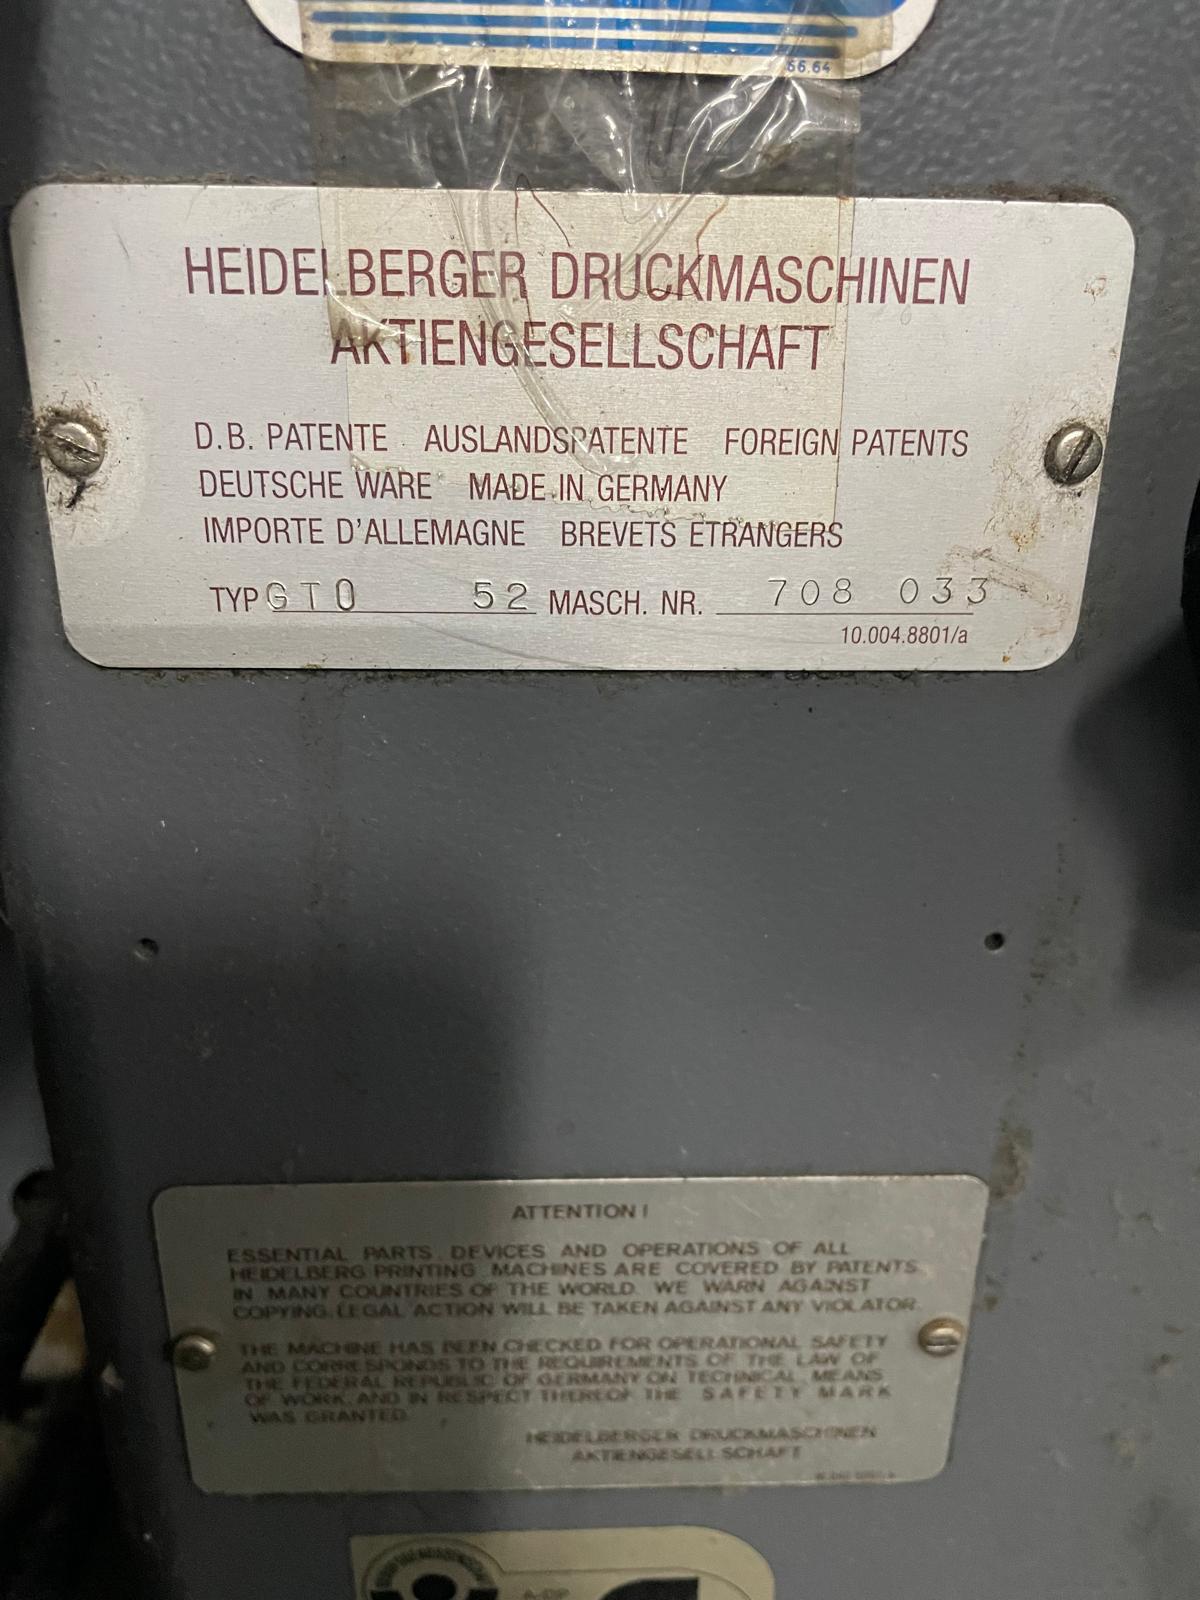 66.64
HEIDELBERGER DRUCKMASCHINEN
AKTIENGESELLSCHAFT
D.B. PATENTE AUSLANDSPATENTE FOREIGN PATENTS
DEUTSCHE WARE MADE IN GERMANY
IMPORTE D'ALLEMAGNE BREVETS ETRANGERS
TYP GTO 52 MASCH. NR. 708 033
10.004.8801/a
ATTENTION!
ESSENTIAL PARTS, DEVICES AND OPERATIONS OF ALL
HEIDELBERG PRINTING MACHINES ARE COVERED BY PATENTS
IN MANY COUNTRIES OF THE WORLD. WE WARN AGAINST
COPYING. LEGAL ACTION WILL BE TAKEN AGAINST ANY VIOLATOR.
THE MACHINE HAS BEEN CHECKED FOR OPERATIONAL SAFETY
AND CORRESPONDS TO THE REQUIREMENTS OF THE LAW OF
THE FEDERAL REPUBLIC OF GERMANY ON TECHNICAL MEANS
OF WORK, AND IN RESPECT THEREOF THE SAFETY MARK
WAS GRANTED.
HEIDELBERGER DRUCKMASCHINEN
AKTIENGESELLSCHAFT